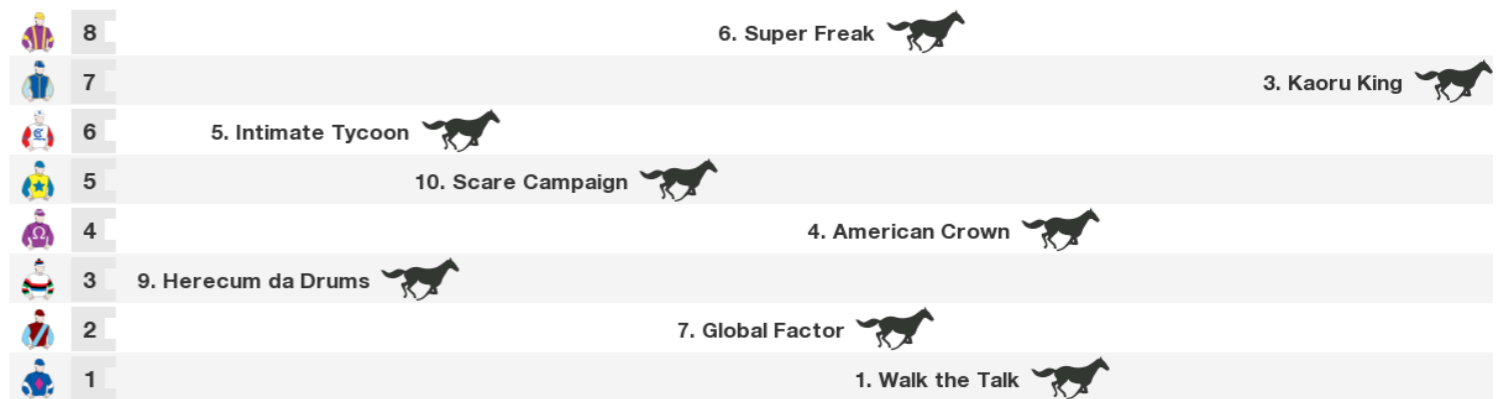 8 6. Super Freak
7 3. Kaoru King
6 5. Intimate Tycoon
5 10. Scare Campaign
4 4. American Crown
3 9. Herecum da Drums
2 7. Global Factor
1 1. Walk the Talk